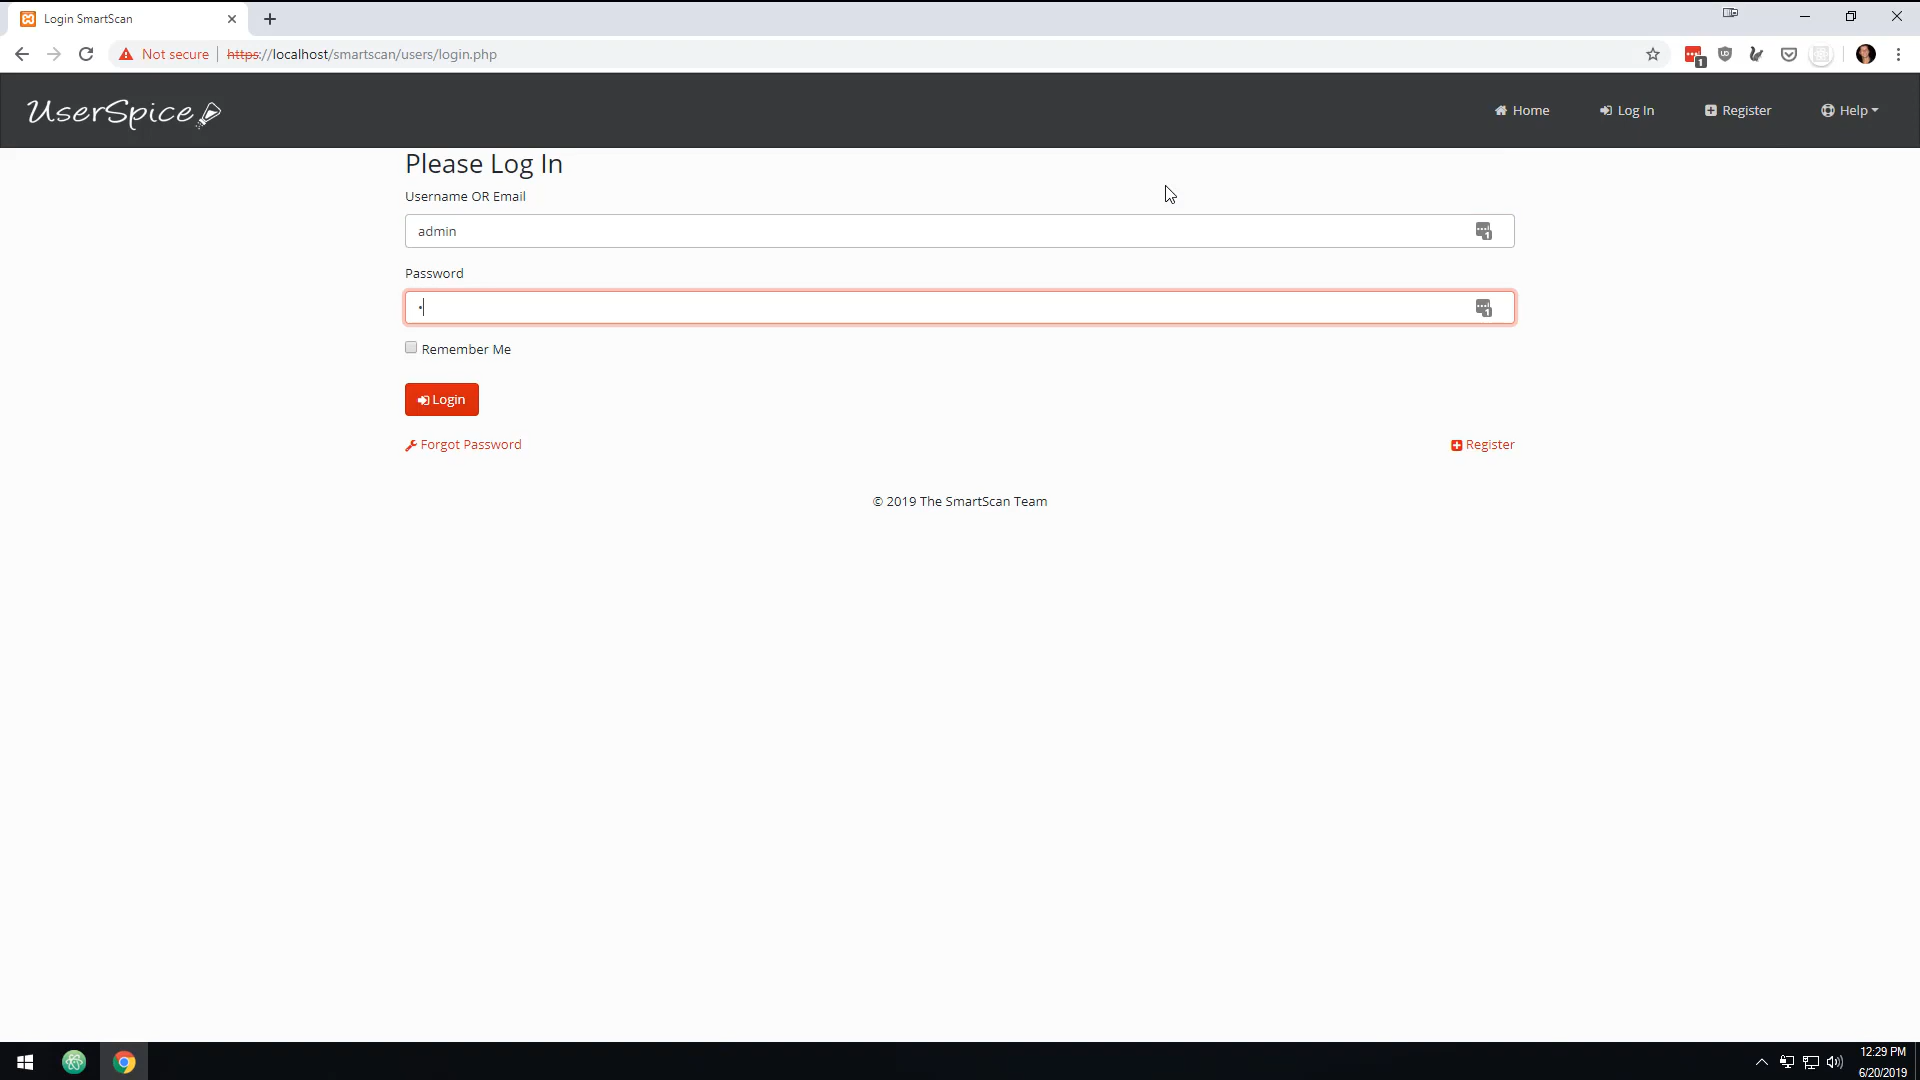 Login SmartScan
Not secure https://localhost/smartscan/users/login.php
UserSpice
Home Log In Register Help
Please Log In
Username OR Email
admin
1
Password
•
1
Remember Me
Login
Forgot Password Register
© 2019 The SmartScan Team
12:29 PM
6/20/2019